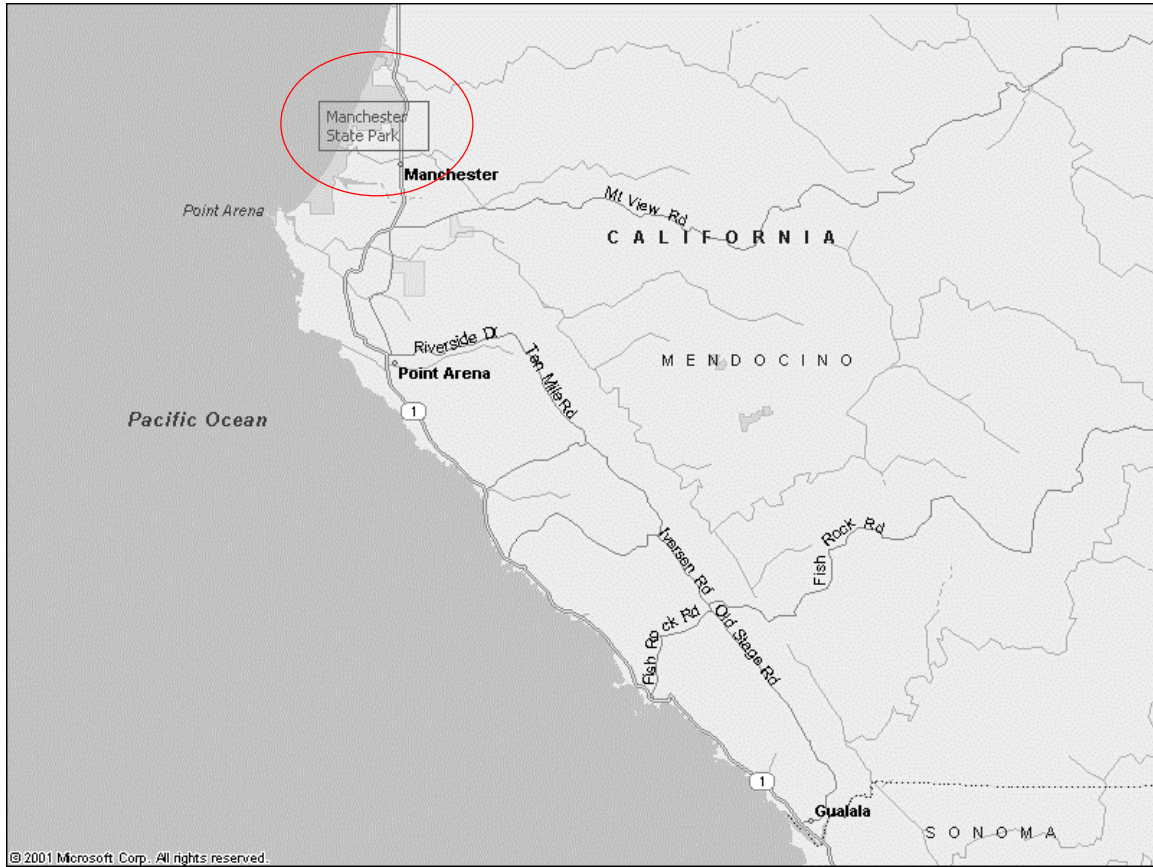 Manchester
State Park
Manchester
Point Arena
Mt View Rd
CALIFORNIA
Riverside Dr
Point Arena
Ten Mile Rd
MENDOCINO
1
Pacific Ocean
Iversen Rd
Fish Rock Rd
Fish Rock Rd
Old Stage Rd
1
Gualala
SONOMA
© 2001 Microsoft Corp. All rights reserved.